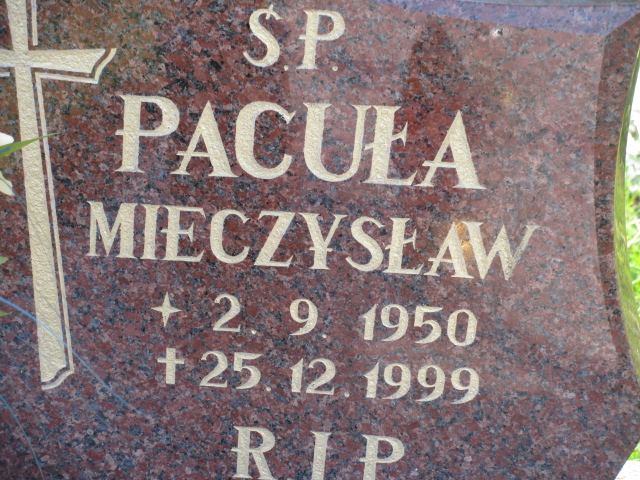 Ś.P.
PACUŁA
MIECZYSŁAW
2. 9. 1950
25.12.1999
R I P